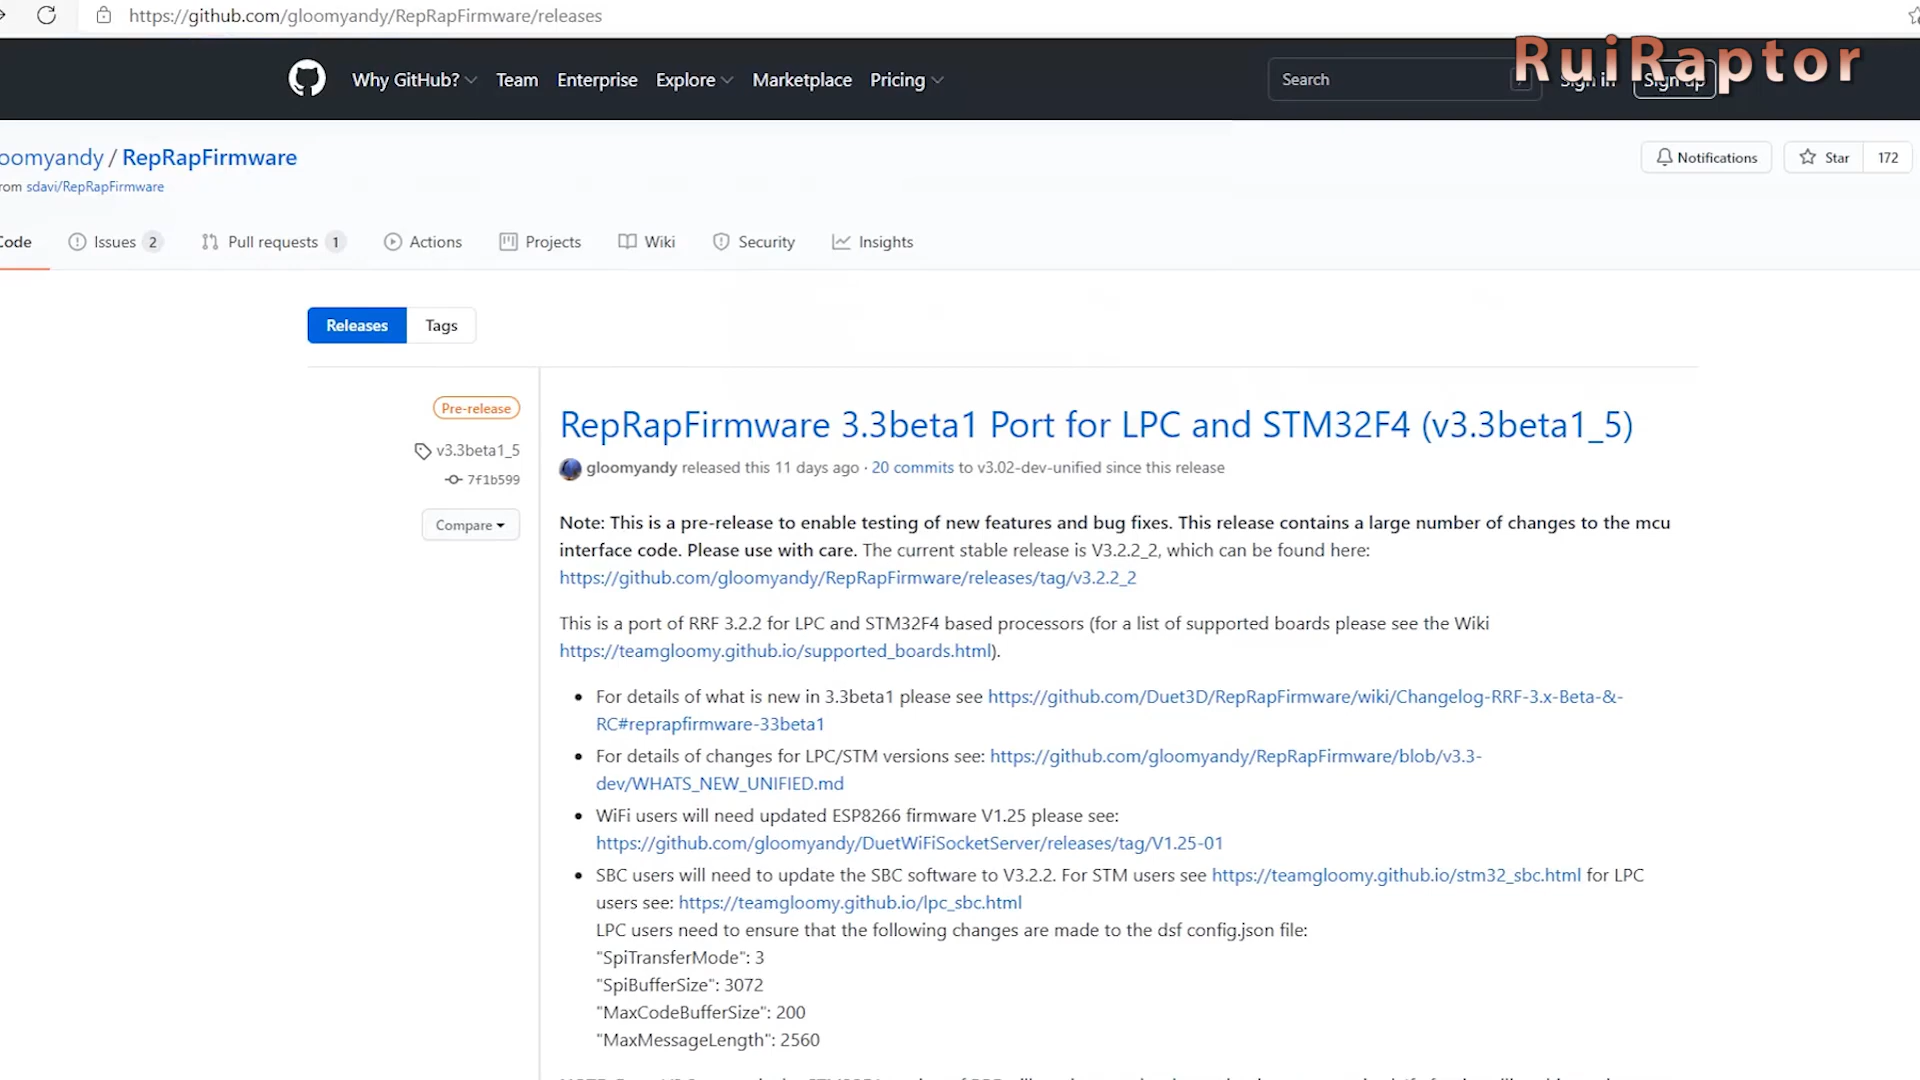 https://github.com/gloomyandy/RepRapFirmware/releases
RuiRaptor
Why GitHub? Team Enterprise Explore Marketplace Pricing Search Sign in Sign up
oomyandy / RepRapFirmware Notifications Star 172
rom sdavi/RepRapFirmware
Code Issues 2 Pull requests 1 Actions Projects Wiki Security Insights
Releases Tags
Pre-release
v3.3beta1_5
7f1b599
Compare
RepRapFirmware 3.3beta1 Port for LPC and STM32F4 (v3.3beta1_5)
gloomyandy released this 11 days ago · 20 commits to v3.02-dev-unified since this release
Note: This is a pre-release to enable testing of new features and bug fixes. This release contains a large number of changes to the mcu
interface code. Please use with care. The current stable release is V3.2.2_2, which can be found here:
https://github.com/gloomyandy/RepRapFirmware/releases/tag/v3.2.2_2
This is a port of RRF 3.2.2 for LPC and STM32F4 based processors (for a list of supported boards please see the Wiki
https://teamgloomy.github.io/supported_boards.html).
• For details of what is new in 3.3beta1 please see https://github.com/Duet3D/RepRapFirmware/wiki/Changelog-RRF-3.x-Beta-&-
RC#reprapfirmware-33beta1
• For details of changes for LPC/STM versions see: https://github.com/gloomyandy/RepRapFirmware/blob/v3.3-
dev/WHATS_NEW_UNIFIED.md
• WiFi users will need updated ESP8266 firmware V1.25 please see:
https://github.com/gloomyandy/DuetWiFiSocketServer/releases/tag/V1.25-01
• SBC users will need to update the SBC software to V3.2.2. For STM users see https://teamgloomy.github.io/stm32_sbc.html for LPC
users see: https://teamgloomy.github.io/lpc_sbc.html
LPC users need to ensure that the following changes are made to the dsf config.json file:
"SpiTransferMode": 3
"SpiBufferSize": 3072
"MaxCodeBufferSize": 200
"MaxMessageLength": 2560